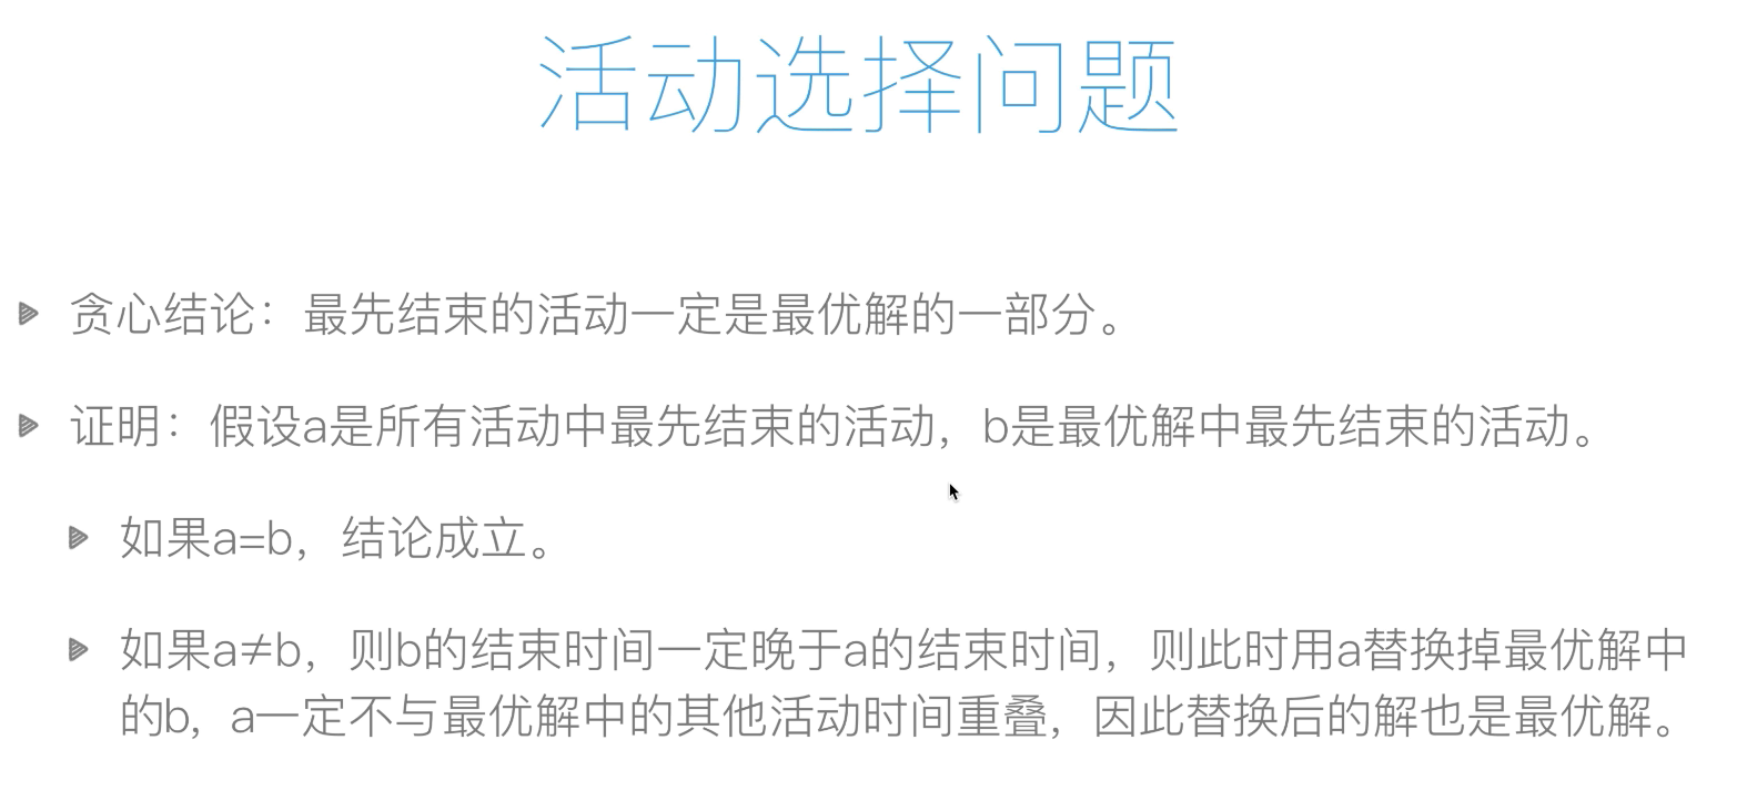 活动选择问题
贪心结论：最先结束的活动一定是最优解的一部分。
证明：假设a是所有活动中最先结束的活动，b是最优解中最先结束的活动。
如果a=b，结论成立。
如果a≠b，则b的结束时间一定晚于a的结束时间，则此时用a替换掉最优解中
的b，a一定不与最优解中的其他活动时间重叠，因此替换后的解也是最优解。